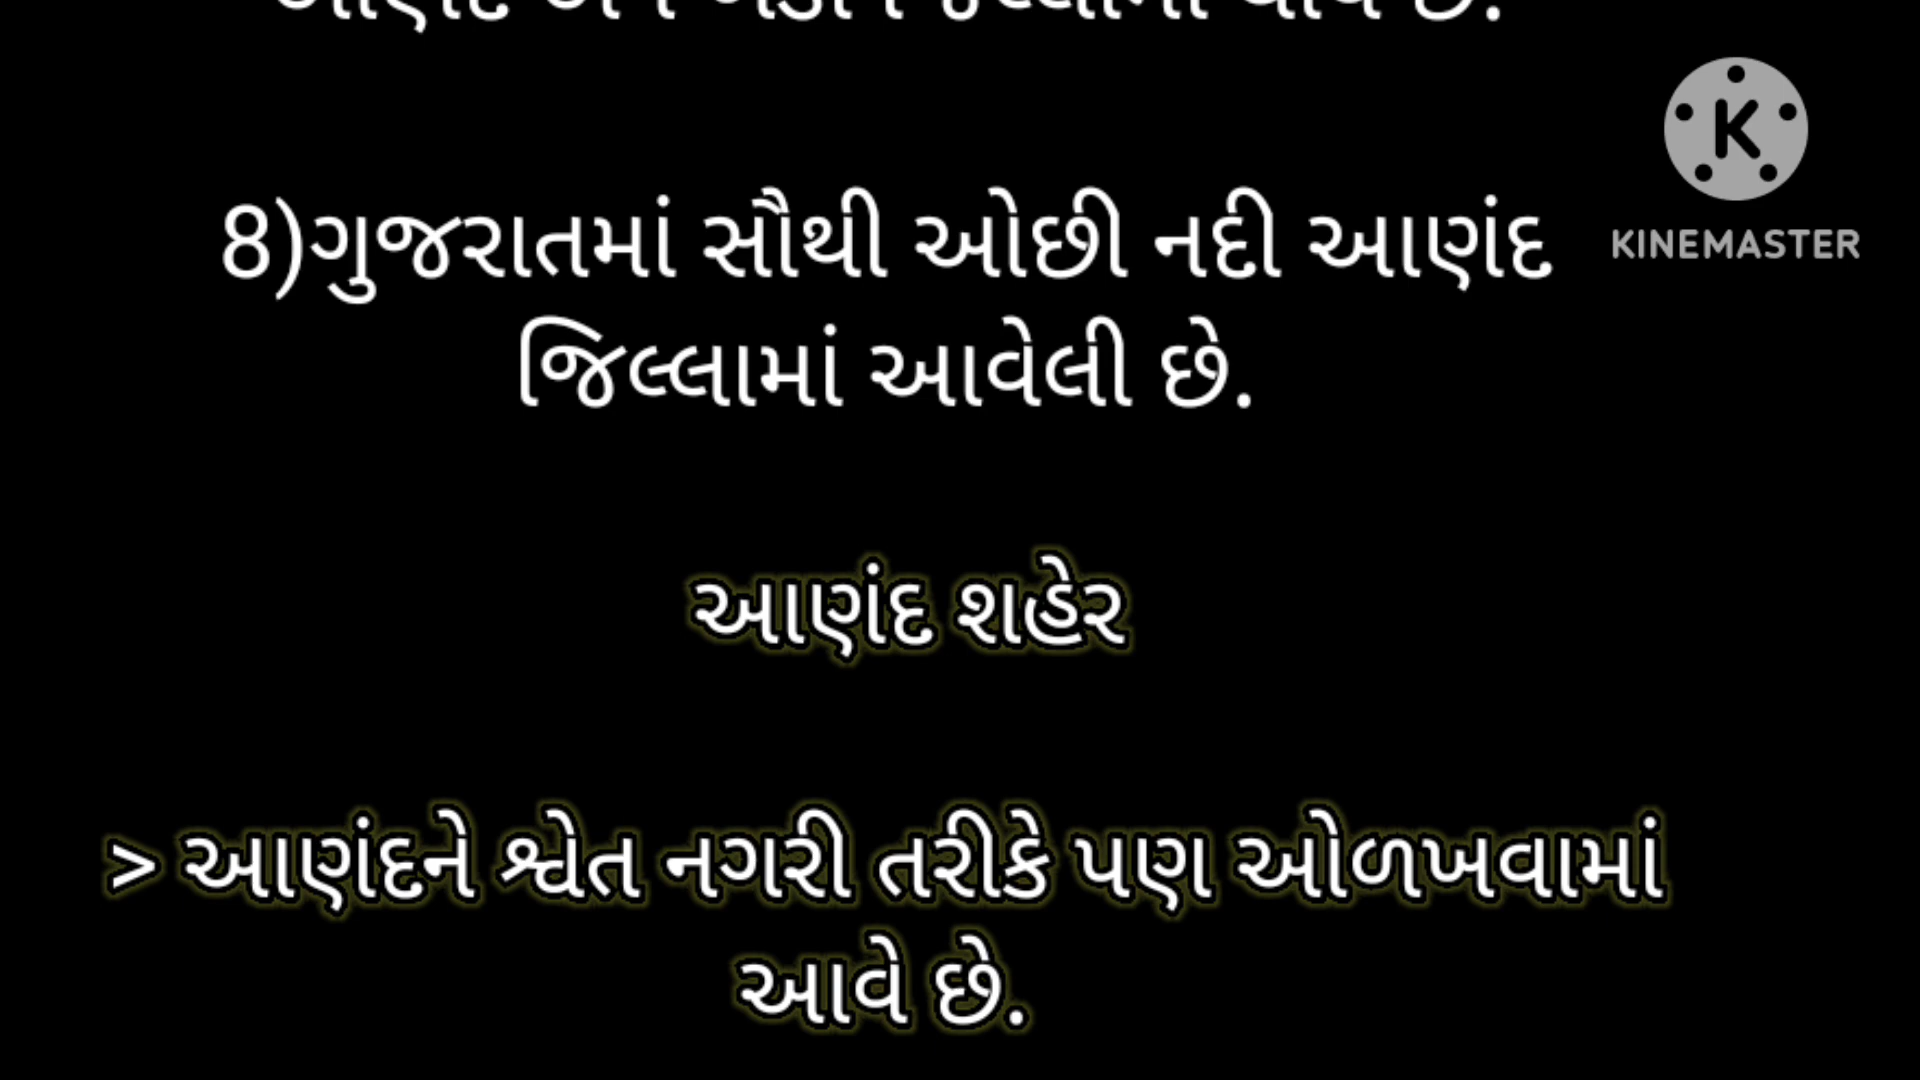 8)ગુજરાતમાં સૌથી ઓછી નદી આણંદ
જિલ્લામાં આવેલી છે.
આણંદ શહેર
> આણંદને શ્વેત નગરી તરીકે પણ ઓળખવામાં
આવે છે.
KINEMASTER